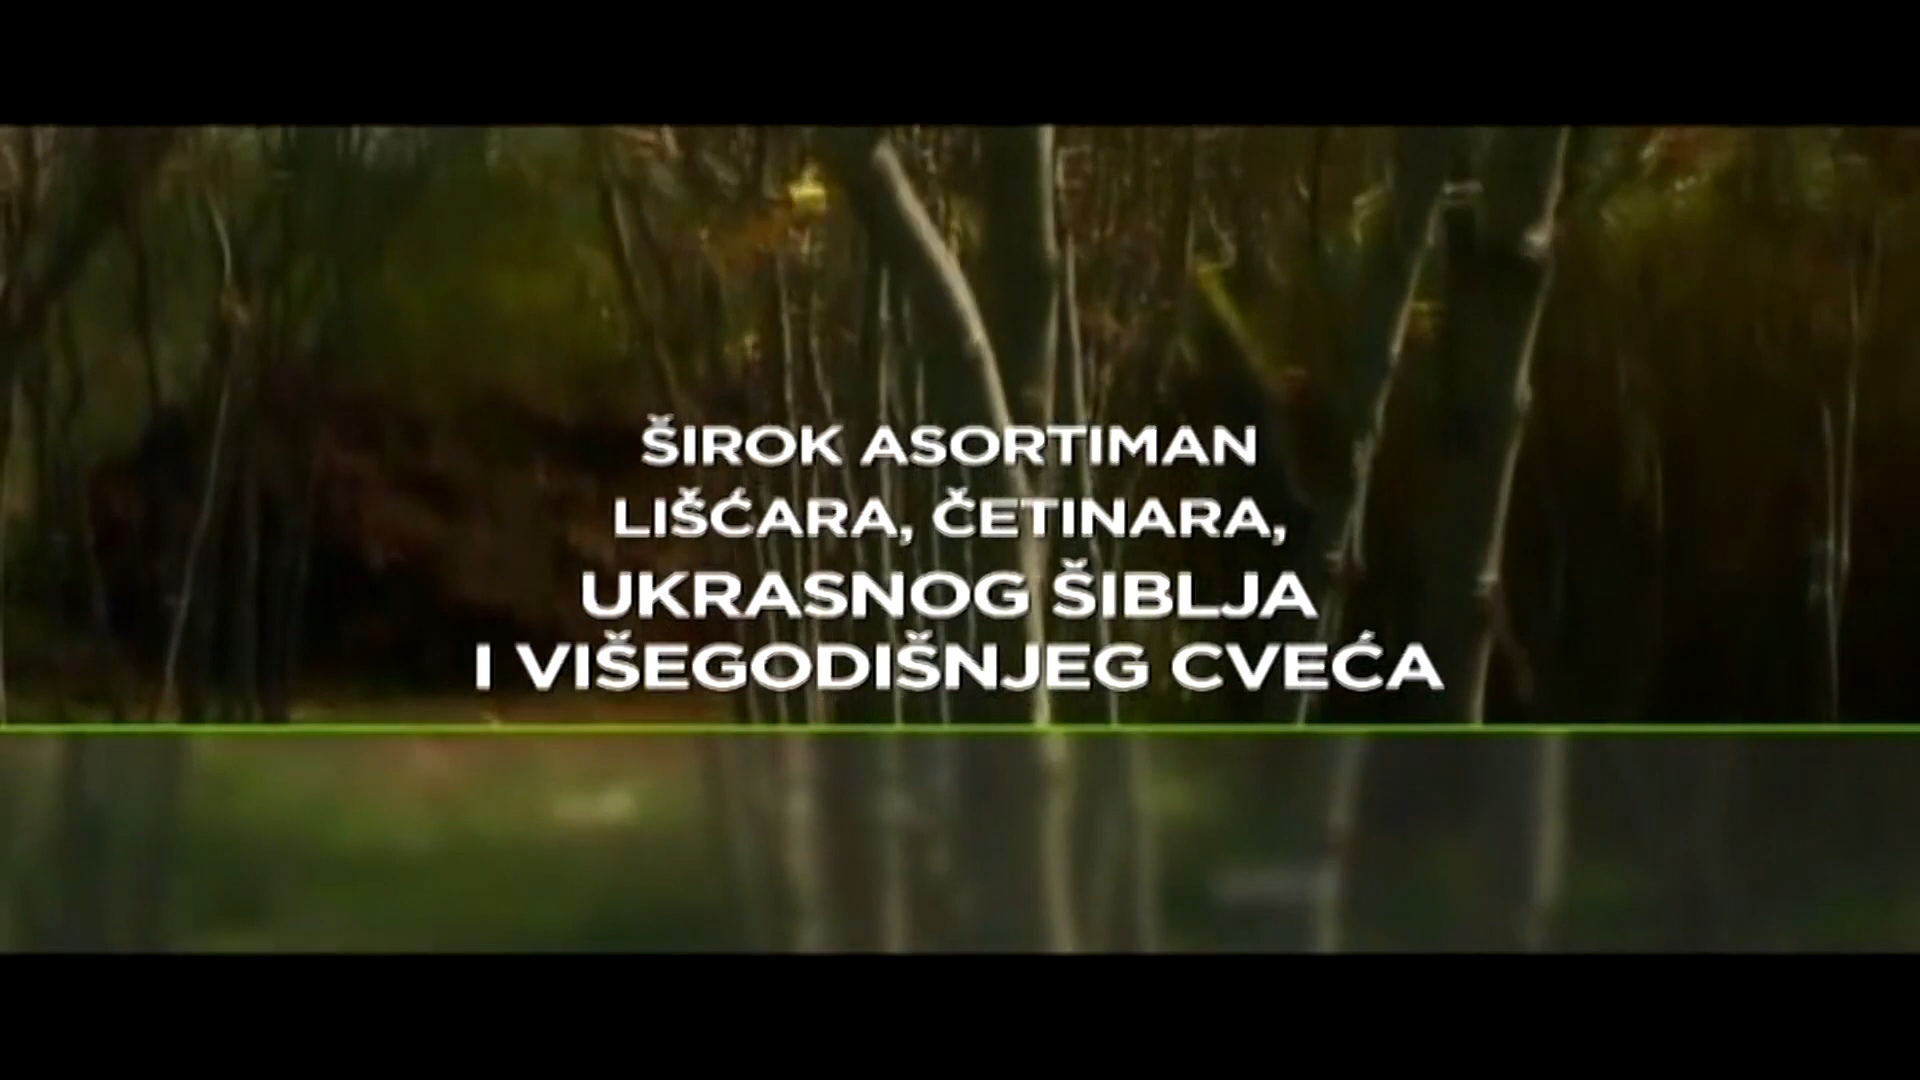 ŠIROK ASORTIMAN
LIŠĆARA, ČETINARA,
UKRASNOG ŠIBLJA
I VIŠEGODIŠNJEG CVEĆA